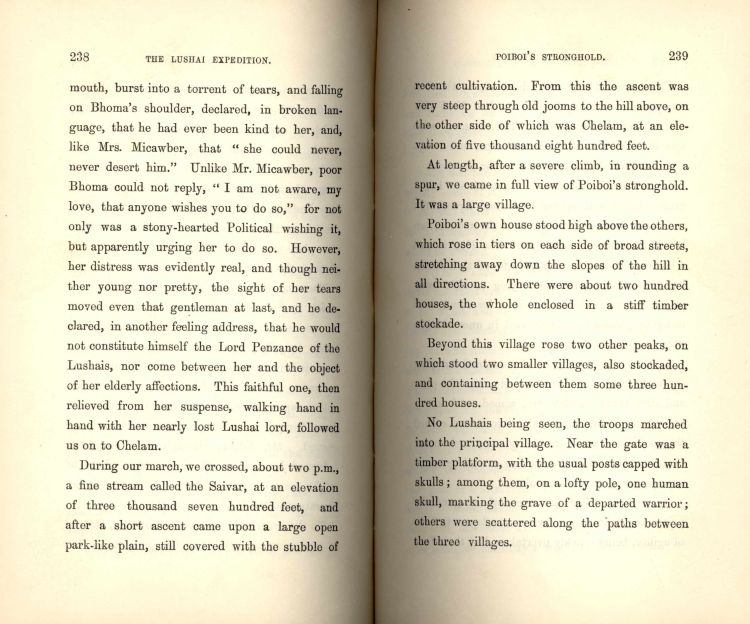 238
THE LUSHAI EXPEDITION.
mouth, burst into a torrent of tears, and falling
on Bhoma's shoulder, declared, in broken lan-
guage, that he had ever been kind to her, and,
like Mrs. Micawber, that “ she could never,
never desert him.” Unlike Mr. Micawber, poor
Bhoma could not reply, “ I am not aware, my
love, that anyone wishes you to do so,” for not
only was a stony-hearted Political wishing it,
but apparently urging her to do so. However,
her distress was evidently real, and though nei-
ther young nor pretty, the sight of her tears
moved even that gentleman at last, and he de-
clared, in another feeling address, that he would
not constitute himself the Lord Penzance of the
Lushais, nor come between her and the object
of her elderly affections. This faithful one, then
relieved from her suspense, walking hand in
hand with her nearly lost Lushai lord, followed
us on to Chelam.
During our march, we crossed, about two p.m.,
a fine stream called the Saivar, at an elevation
of three thousand seven hundred feet, and
after a short ascent came upon a large open
park-like plain, still covered with the stubble of
POIBOI'S STRONGHOLD.
239
recent cultivation. From this the ascent was
very steep through old jooms to the hill above, on
the other side of which was Chelam, at an ele-
vation of five thousand eight hundred feet.
At length, after a severe climb, in rounding a
spur, we came in full view of Poiboi's stronghold.
It was a large village.
Poiboi's own house stood high above the others,
which rose in tiers on each side of broad streets,
stretching away down the slopes of the hill in
all directions. There were about two hundred
houses, the whole enclosed in a stiff timber
stockade.
Beyond this village rose two other peaks, on
which stood two smaller villages, also stockaded,
and containing between them some three hun-
dred houses.
No Lushais being seen, the troops marched
into the principal village. Near the gate was a
timber platform, with the usual posts capped with
skulls ; among them, on a lofty pole, one human
skull, marking the grave of a departed warrior ;
others were scattered along the paths between
the three villages.